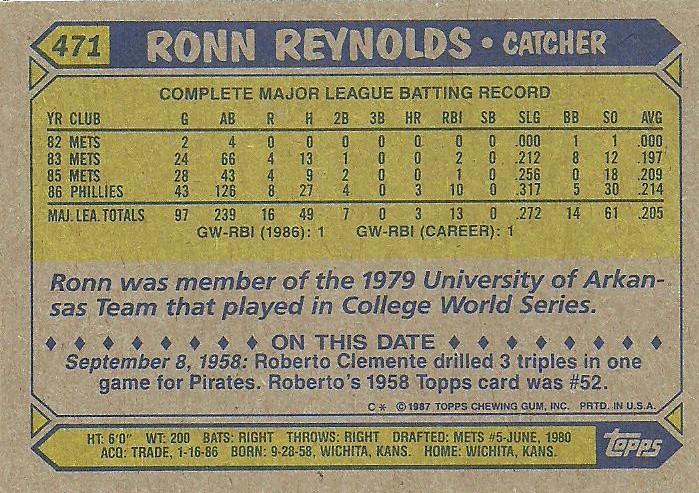 471 RONN REYNOLDS • CATCHER
COMPLETE MAJOR LEAGUE BATTING RECORD
YR CLUB G AB R H 2B 3B HR RBI SB SLG BB SO AVG
82 METS 2 4 0 0 0 0 0 0 0 .000 1 1 .000
83 METS 24 66 4 13 1 0 0 2 0 .212 8 12 .197
85 METS 28 43 4 9 2 0 0 1 0 .256 0 18 .209
86 PHILLIES 43 126 8 27 4 0 3 10 0 .317 5 30 .214
MAJ. LEA. TOTALS 97 239 16 49 7 0 3 13 0 .272 14 61 .205
GW-RBI (1986): 1 GW-RBI (CAREER): 1
Ronn was member of the 1979 University of Arkan-
sas Team that played in College World Series.
♦ ♦ ♦ ♦ ♦ ♦ ♦ ON THIS DATE ♦ ♦ ♦ ♦ ♦ ♦ ♦ ♦
September 8, 1958: Roberto Clemente drilled 3 triples in one
game for Pirates. Roberto's 1958 Topps card was #52.
C * © 1987 TOPPS CHEWING GUM, INC. PRTD. IN U.S.A.
HT: 6'0" WT: 200 BATS: RIGHT THROWS: RIGHT DRAFTED: METS #5-JUNE, 1980
ACQ: TRADE, 1-16-86 BORN: 9-28-58, WICHITA, KANS. HOME: WICHITA, KANS.
topps